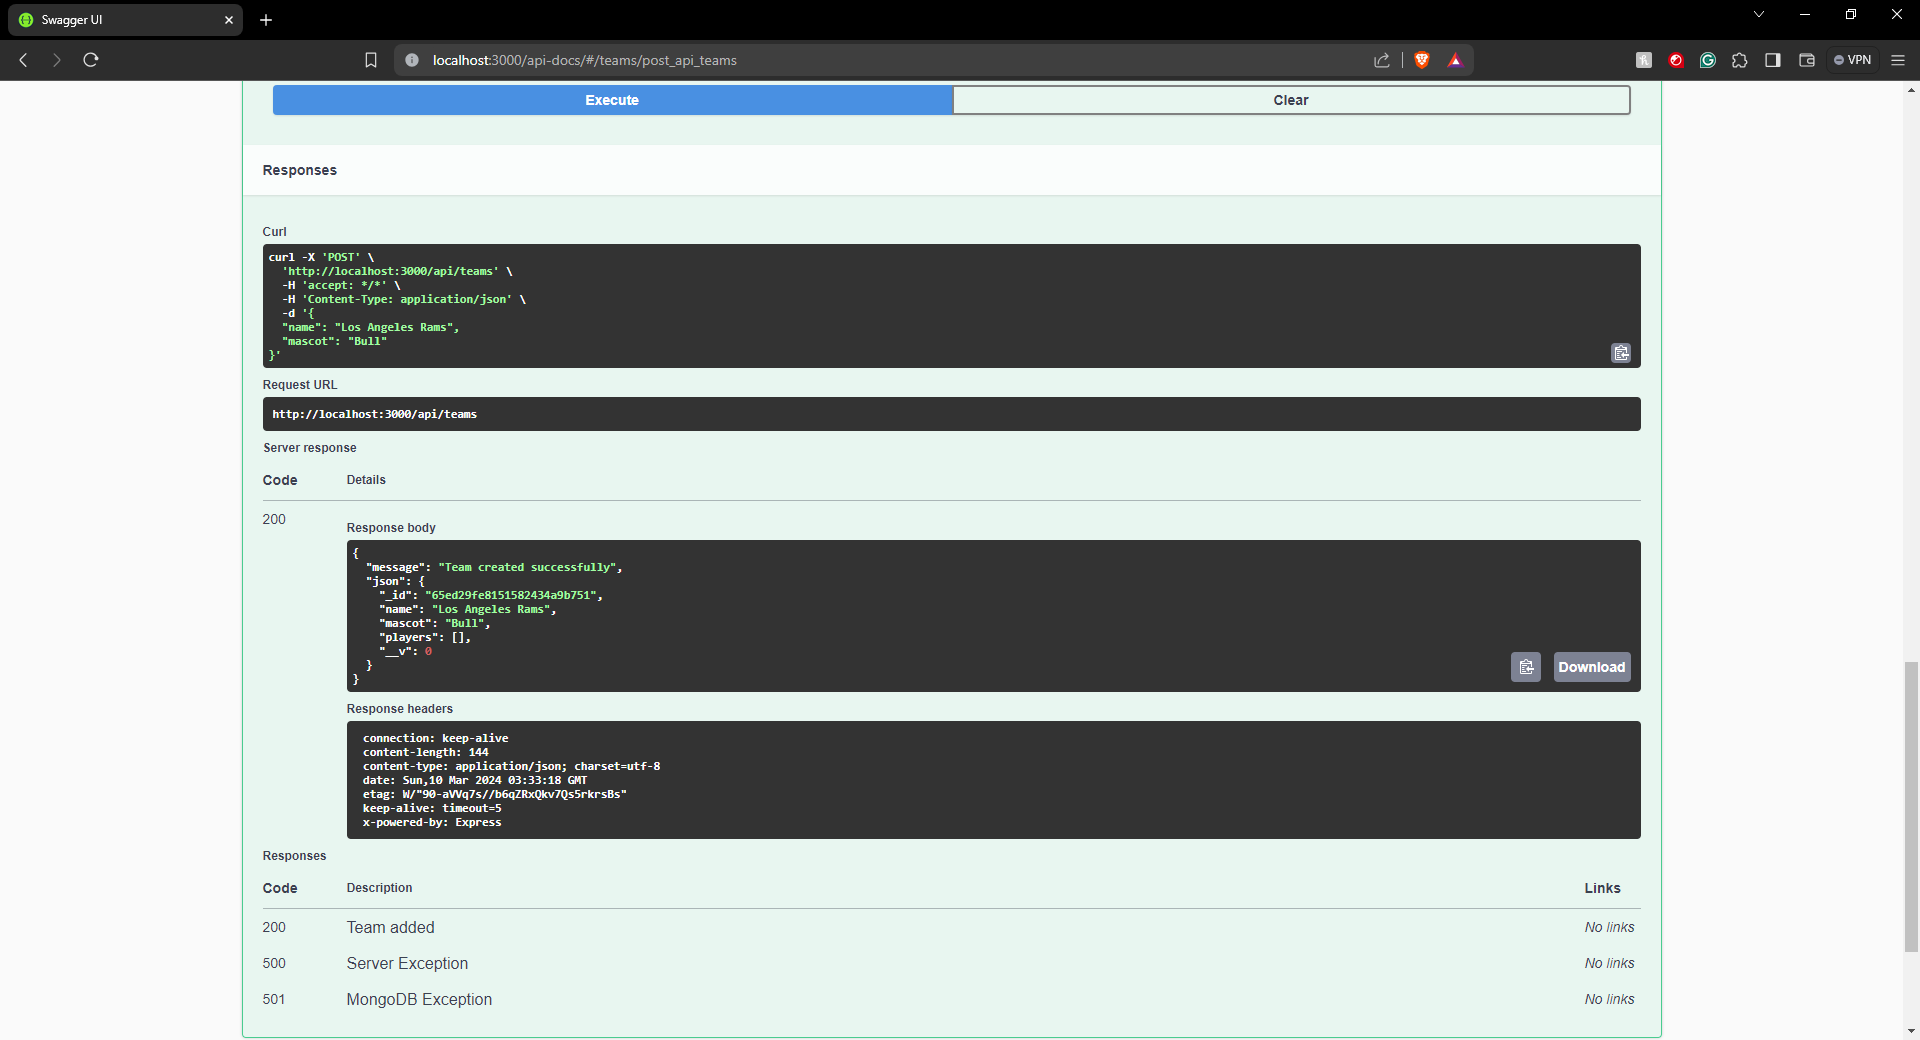 Swagger UI
localhost:3000/api-docs/#/teams/post_api_teams
VPN
Execute
Clear
Responses
Curl
curl -X 'POST' \
'http://localhost:3000/api/teams' \
-H 'accept: */*' \
-H 'Content-Type: application/json' \
-d '{
"name": "Los Angeles Rams",
"mascot": "Bull"
}'
Request URL
http://localhost:3000/api/teams
Server response
Code Details
200
Response body
{
"message": "Team created successfully",
"json": {
"_id": "65ed29fe8151582434a9b751",
"name": "Los Angeles Rams",
"mascot": "Bull",
"players": [],
"__v": 0
}
}
Download
Response headers
connection: keep-alive
content-length: 144
content-type: application/json; charset=utf-8
date: Sun,10 Mar 2024 03:33:18 GMT
etag: W/"90-aVVq7s//b6qZRxQkv7Qs5rkrsBs"
keep-alive: timeout=5
x-powered-by: Express
Responses
Code Description Links
200 Team added No links
500 Server Exception No links
501 MongoDB Exception No links